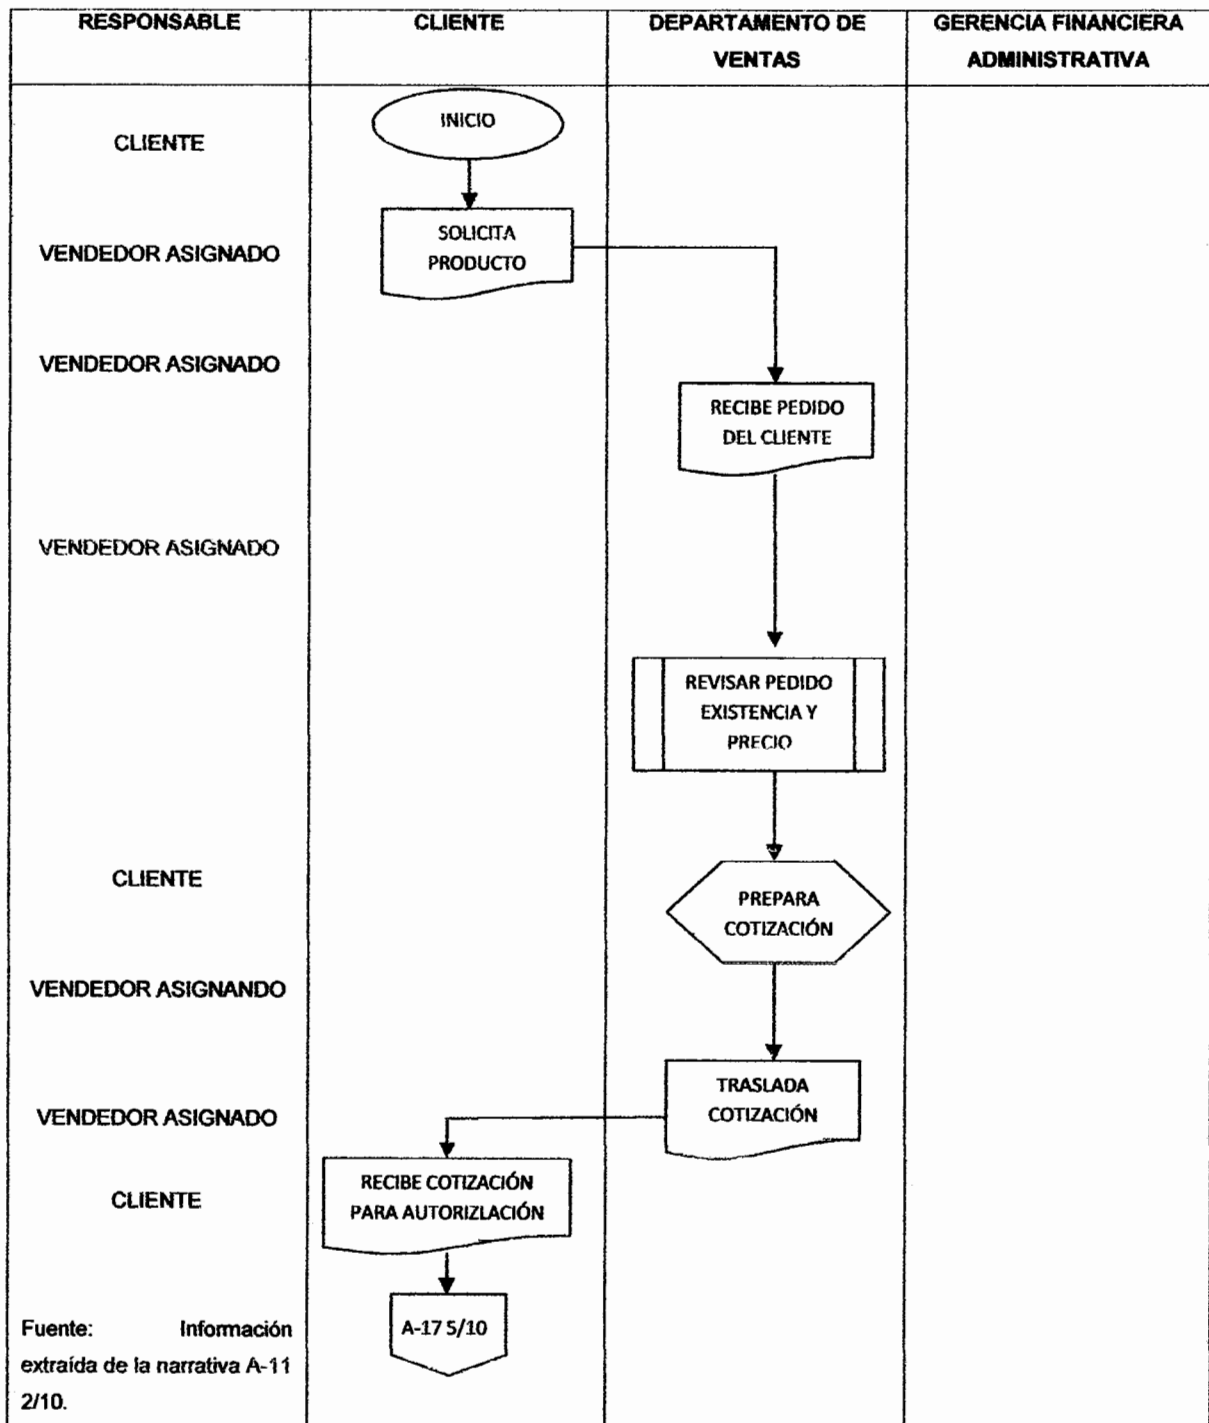 RESPONSABLE
CLIENTE
DEPARTAMENTO DE
VENTAS
GERENCIA FINANCIERA
ADMINISTRATIVA
CLIENTE
INICIO
VENDEDOR ASIGNADO
SOLICITA
PRODUCTO
VENDEDOR ASIGNADO
RECIBE PEDIDO
DEL CLIENTE
VENDEDOR ASIGNADO
REVISAR PEDIDO
EXISTENCIA Y
PRECIO
CLIENTE
PREPARA
COTIZACIÓN
VENDEDOR ASIGNANDO
TRASLADA
COTIZACIÓN
VENDEDOR ASIGNADO
RECIBE COTIZACIÓN
PARA AUTORIZLACIÓN
CLIENTE
A-17 5/10
Fuente: Información
extraída de la narrativa A-11
2/10.